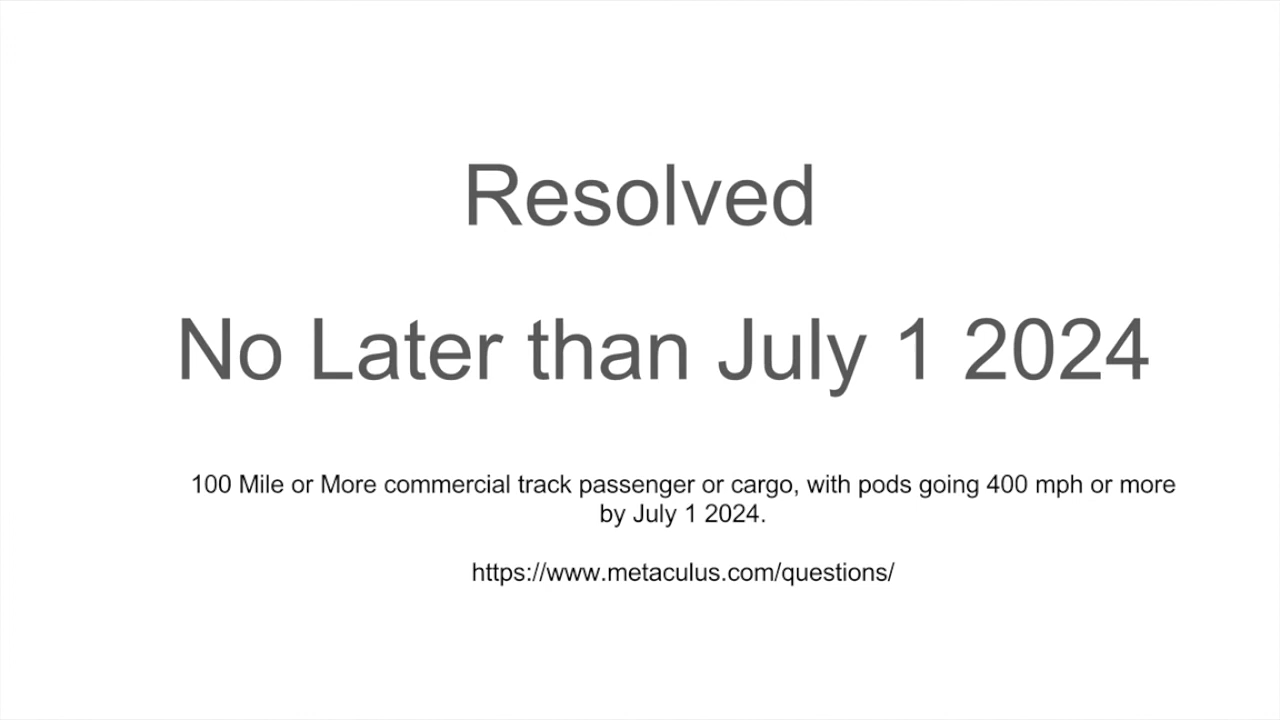 Resolved
No Later than July 1 2024
100 Mile or More commercial track passenger or cargo, with pods going 400 mph or more
by July 1 2024.
https://www.metaculus.com/questions/